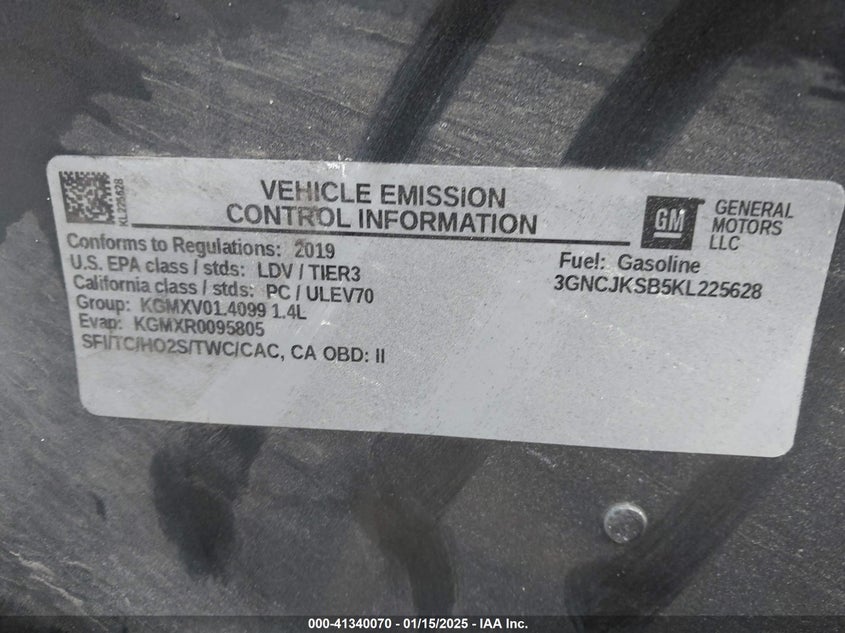 XL225628
VEHICLE EMISSION
CONTROL INFORMATION
GM
GENERAL
MOTORS
LLC
Conforms to Regulations: 2019
U.S. EPA class / stds: LDV / TIER3
California class / stds: PC / ULEV70
Group: KGMXV01.4099 1.4L
Evap: KGMXR0095805
SFI/TC/HO2S/TWC/CAC, CA OBD: II
Fuel: Gasoline
3GNCJKSB5KL225628
000-41340070 - 01/15/2025 - IAA Inc.